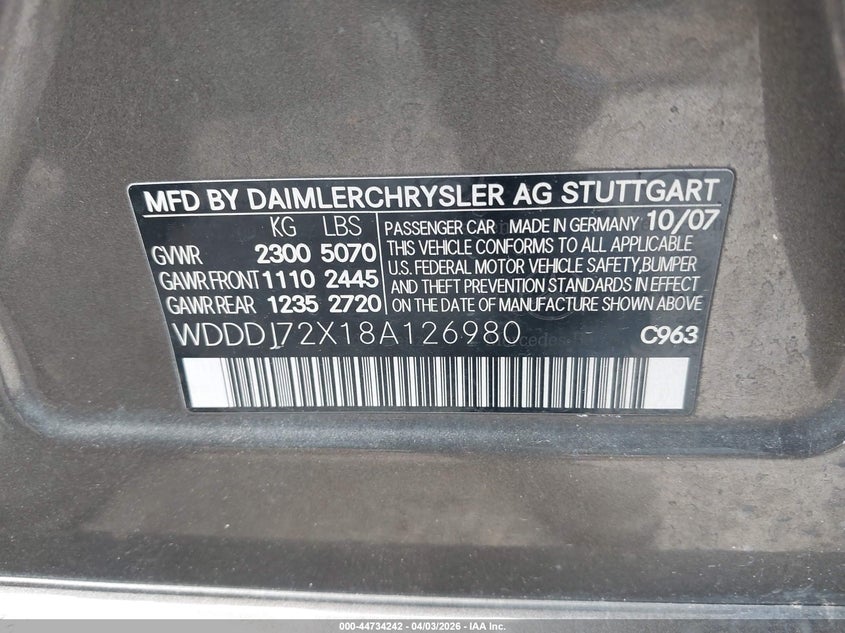 MFD BY DAIMLERCHRYSLER AG STUTTGART
KG LBS
GVWR 2300 5070
GAWR FRONT 1110 2445
GAWR REAR 1235 2720
PASSENGER CAR MADE IN GERMANY 10/07
THIS VEHICLE CONFORMS TO ALL APPLICABLE
U.S. FEDERAL MOTOR VEHICLE SAFETY,BUMPER
AND THEFT PREVENTION STANDARDS IN EFFECT
ON THE DATE OF MANUFACTURE SHOWN ABOVE
WDDDJ72X18A126980 C963
000-44734242 - 04/03/2026 - IAA Inc.